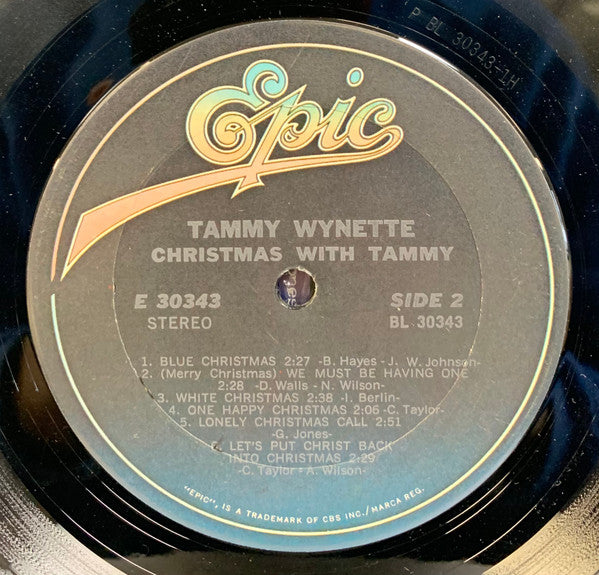 P BL 30343-1H
Epic
TAMMY WYNETTE
CHRISTMAS WITH TAMMY
E 30343 SIDE 2
STEREO BL 30343
1. BLUE CHRISTMAS 2:27 -B. Hayes- J. W. Johnson-
2. (Merry Christmas) WE MUST BE HAVING ONE
2:28 -D. Walls- N. Wilson-
3. WHITE CHRISTMAS 2:38 -I. Berlin-
4. ONE HAPPY CHRISTMAS 2:06 -C. Taylor-
5. LONELY CHRISTMAS CALL 2:51
-G. Jones-
6. LET'S PUT CHRIST BACK
INTO CHRISTMAS 2:29
-C. Taylor- A. Wilson-
"EPIC", IS A TRADEMARK OF CBS INC./MARCA REG.